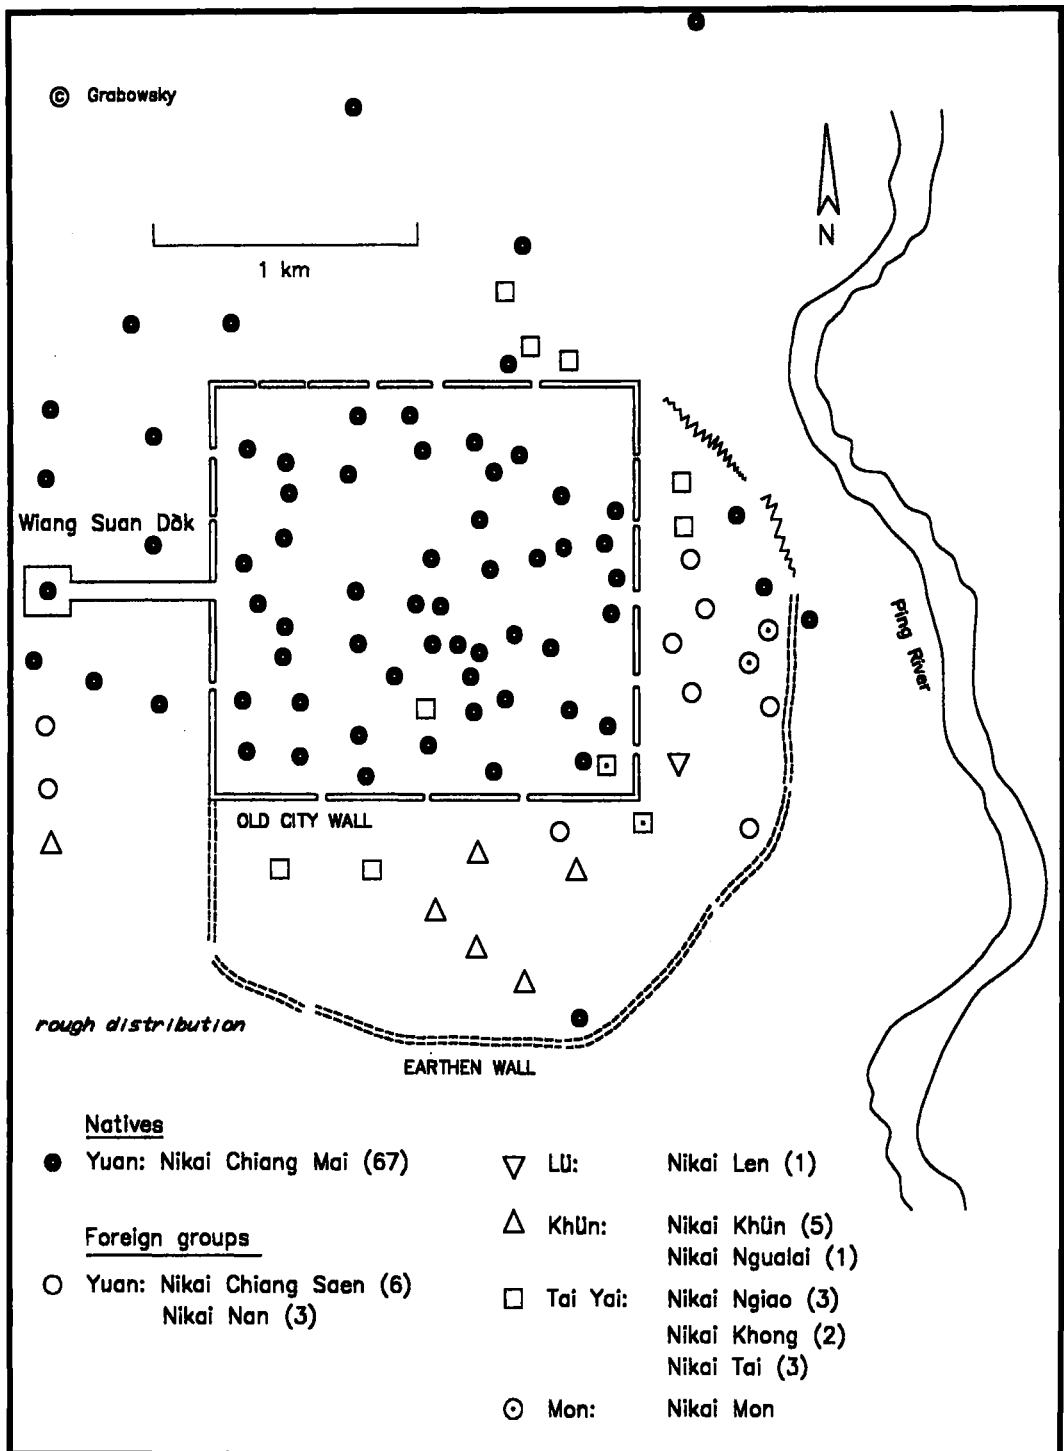 © Grabowsky
N
1 km
Wiang Suan Dǒk
Ping River
OLD CITY WALL
rough distribution
EARTHEN WALL
Natives
Yuan: Nikai Chiang Mai (67)
Foreign groups
Yuan: Nikai Chiang Saen (6)
Nikai Nan (3)
Lü: Nikai Len (1)
Khün: Nikai Khün (5)
Nikai Ngualai (1)
Tai Yai: Nikai Ngiao (3)
Nikai Khong (2)
Nikai Tai (3)
Mon: Nikai Mon